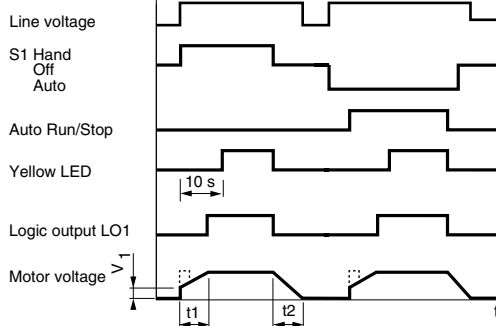 Line voltage
S1 Hand
Off
Auto
Auto Run/Stop
Yellow LED
10 s
Logic output LO1
V1
Motor voltage
t
t1
t2